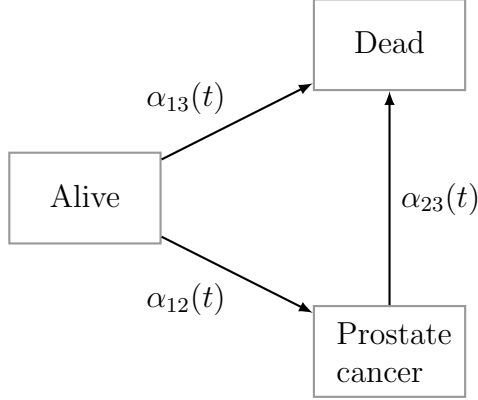 Dead
α₁₃(t)
Alive
α₂₃(t)
α₁₂(t)
Prostate
cancer